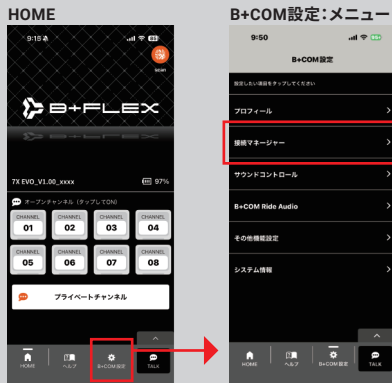 HOME
9:18
SCAN
B+FLEX
7X EVO_V1.00_xxxx
97%
オープンチャンネル（タップしてON）
CHANNEL 01
CHANNEL 02
CHANNEL 03
CHANNEL 04
CHANNEL 05
CHANNEL 06
CHANNEL 07
CHANNEL 08
プライベートチャンネル
HOME
ヘルプ
B+COM設定
TALK
B+COM設定：メニュー
9:50
B+COM設定
設定したい項目をタップしてください
プロフィール
接続マネージャー
サウンドコントロール
B+COM Ride Audio
その他機能設定
システム情報
HOME
ヘルプ
B+COM設定
TALK